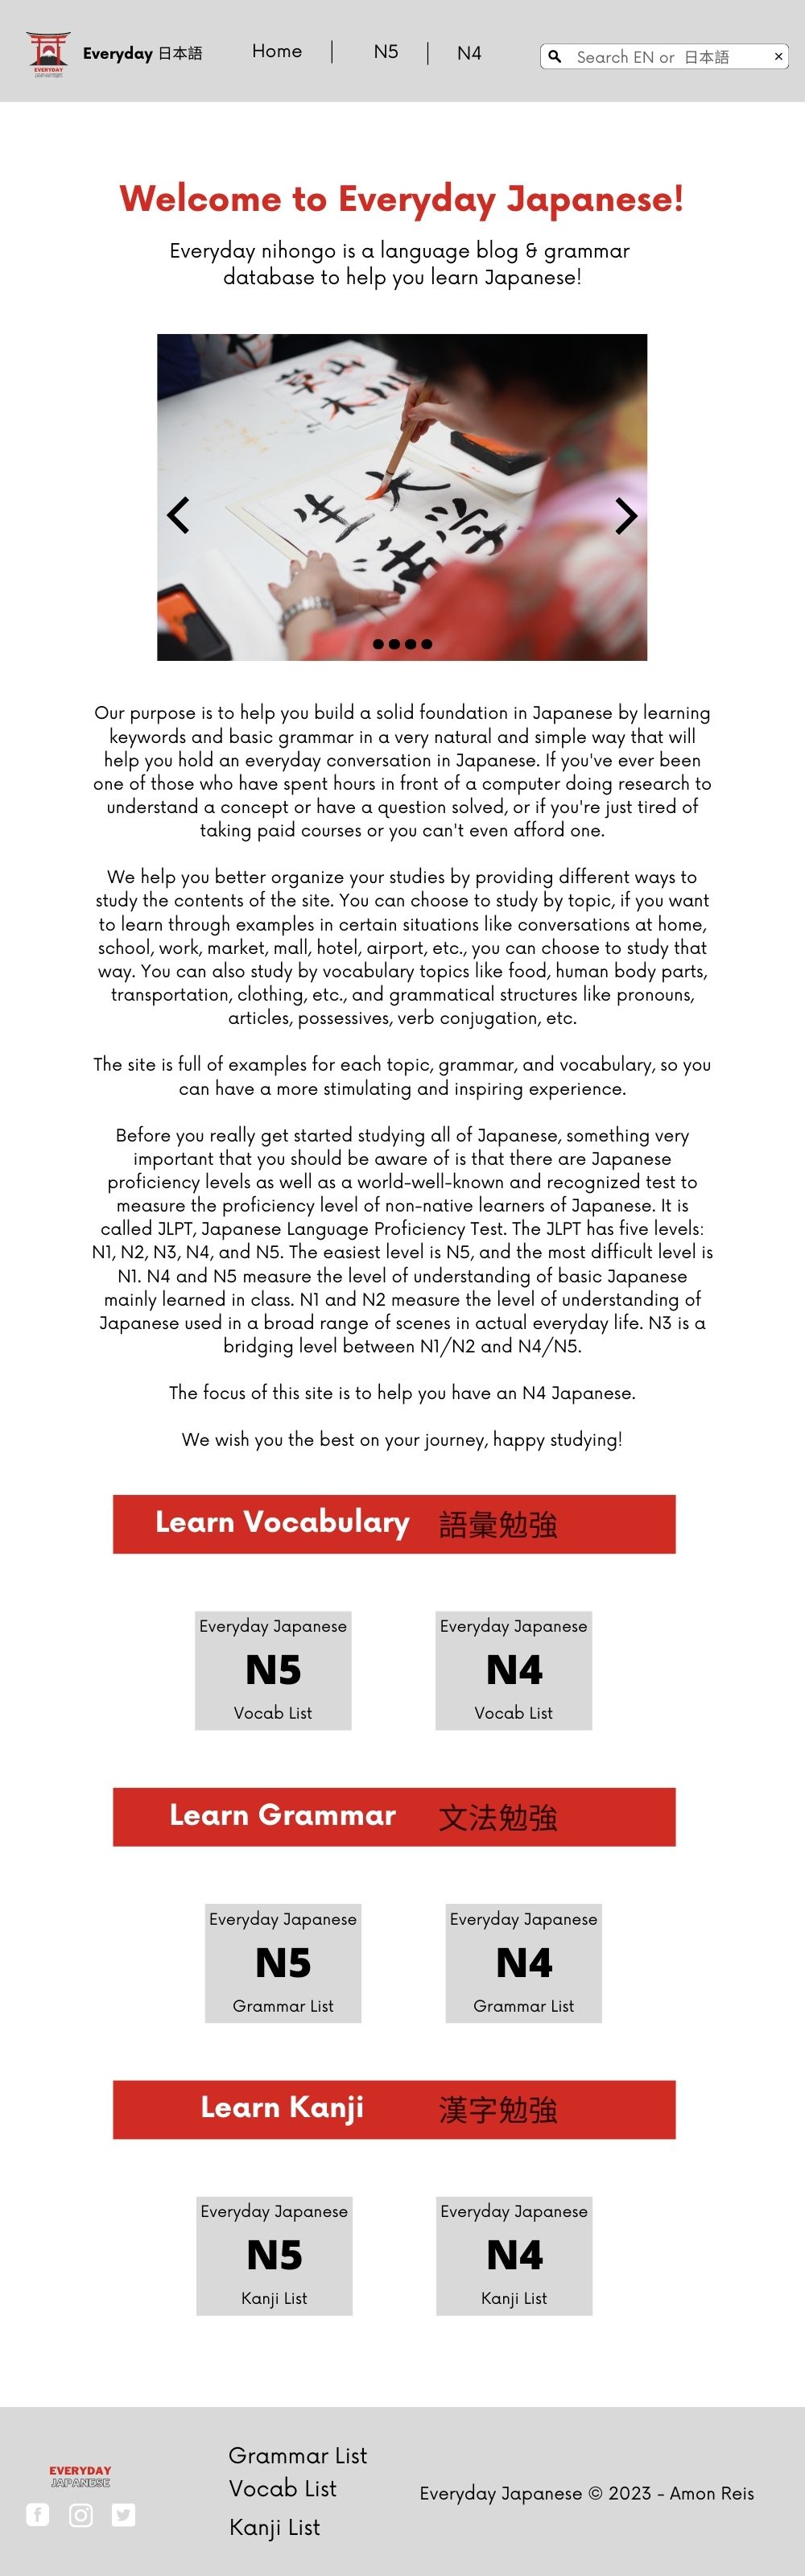 EVERYDAY
Everyday 日本語
Home
N5
N4
Search EN or 日本語
Welcome to Everyday Japanese!
Everyday nihongo is a language blog & grammar
database to help you learn Japanese!
Our purpose is to help you build a solid foundation in Japanese by learning
keywords and basic grammar in a very natural and simple way that will
help you hold an everyday conversation in Japanese. If you've ever been
one of those who have spent hours in front of a computer doing research to
understand a concept or have a question solved, or if you're just tired of
taking paid courses or you can't even afford one.
We help you better organize your studies by providing different ways to
study the contents of the site. You can choose to study by topic, if you want
to learn through examples in certain situations like conversations at home,
school, work, market, mall, hotel, airport, etc., you can choose to study that
way. You can also study by vocabulary topics like food, human body parts,
transportation, clothing, etc., and grammatical structures like pronouns,
articles, possessives, verb conjugation, etc.
The site is full of examples for each topic, grammar, and vocabulary, so you
can have a more stimulating and inspiring experience.
Before you really get started studying all of Japanese, something very
important that you should be aware of is that there are Japanese
proficiency levels as well as a world-well-known and recognized test to
measure the proficiency level of non-native learners of Japanese. It is
called JLPT, Japanese Language Proficiency Test. The JLPT has five levels:
N1, N2, N3, N4, and N5. The easiest level is N5, and the most difficult level is
N1. N4 and N5 measure the level of understanding of basic Japanese
mainly learned in class. N1 and N2 measure the level of understanding of
Japanese used in a broad range of scenes in actual everyday life. N3 is a
bridging level between N1/N2 and N4/N5.
The focus of this site is to help you have an N4 Japanese.
We wish you the best on your journey, happy studying!
Learn Vocabulary 語彙勉強
Everyday Japanese
N5
Vocab List
Everyday Japanese
N4
Vocab List
Learn Grammar 文法勉強
Everyday Japanese
N5
Grammar List
Everyday Japanese
N4
Grammar List
Learn Kanji 漢字勉強
Everyday Japanese
N5
Kanji List
Everyday Japanese
N4
Kanji List
EVERYDAY
JAPANESE
Grammar List
Vocab List
Kanji List
Everyday Japanese © 2023 - Amon Reis